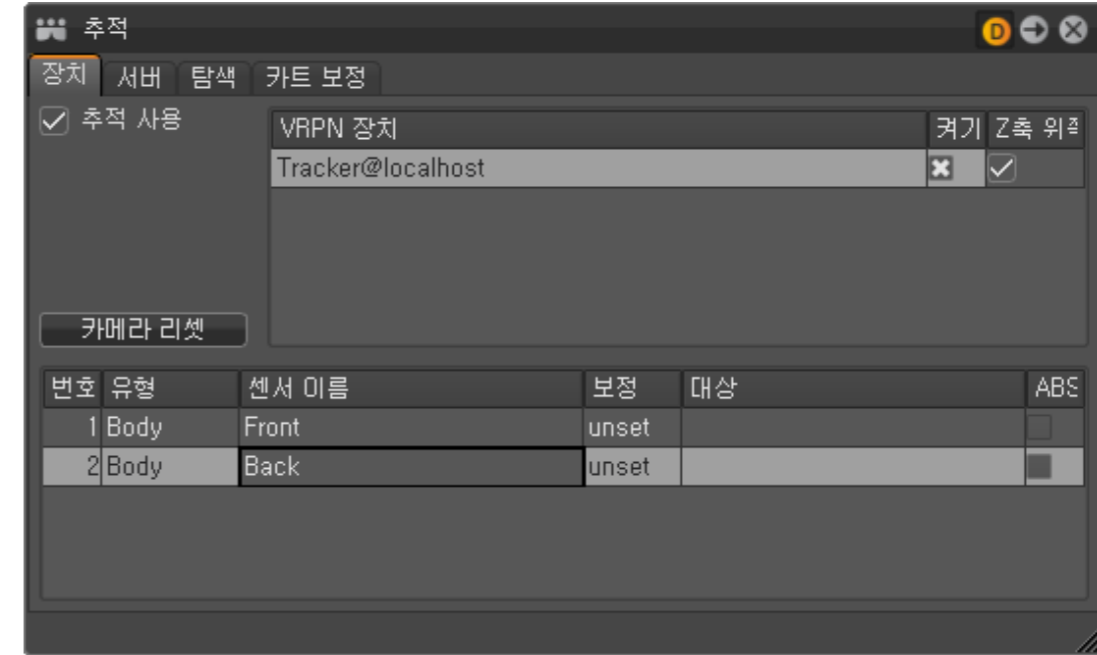 추적 D
장치 서버 탐색 카트 보정
추적 사용
VRPN 장치 켜기 Z축 위쪽
Tracker@localhost
카메라 리셋
번호 유형 센서 이름 보정 대상 ABS
1 Body Front unset
2 Body Back unset